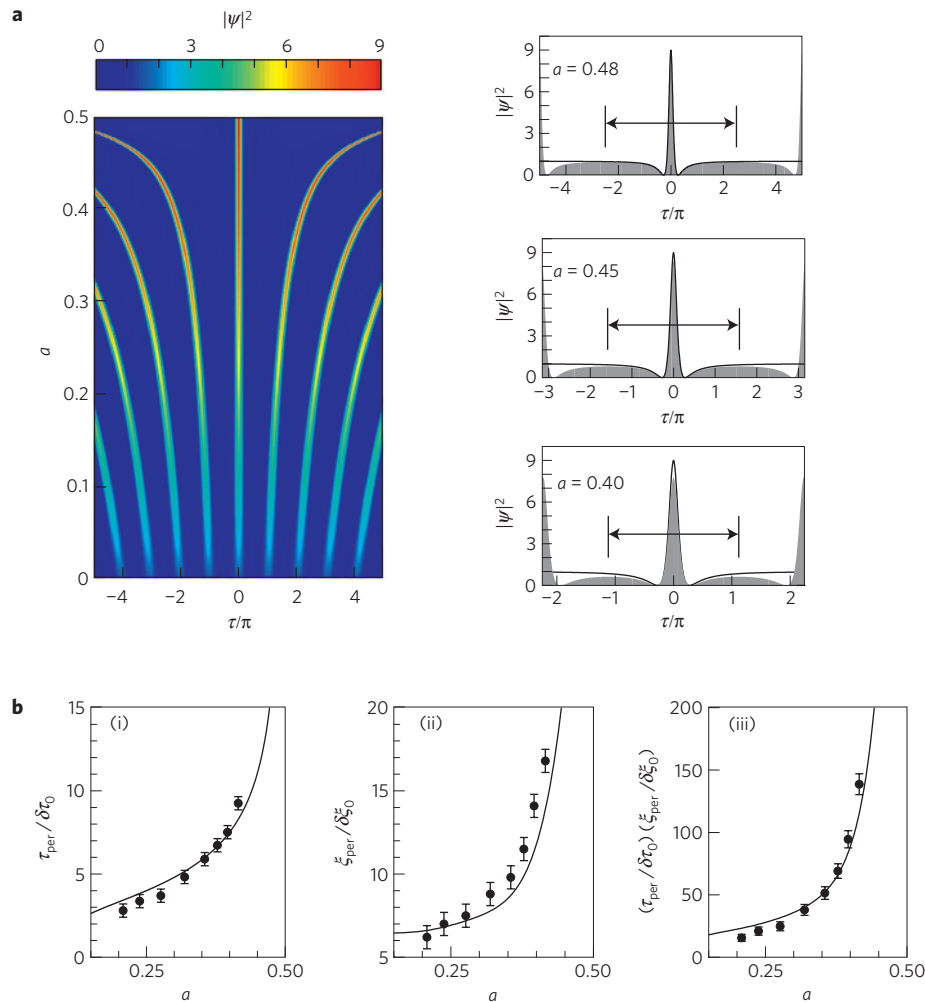 a
|ψ|²
0 3 6 9
0.5
0.4
0.3
0.2
0.1
0
a
−4 −2 0 2 4
τ/π
9
6
3
0
|ψ|²
a = 0.48
−4 −2 0 2 4
τ/π
9
6
3
0
|ψ|²
a = 0.45
−3 −2 −1 0 1 2 3
τ/π
9
6
3
0
|ψ|²
a = 0.40
−2 −1 0 1 2
τ/π
b
(i)
15
10
5
0
τper / δτ0
0.25 0.50
a
(ii)
20
15
10
5
ξper / δξ0
0.25 0.50
a
(iii)
200
150
100
50
0
(τper / δτ0) (ξper / δξ0)
0.25 0.50
a